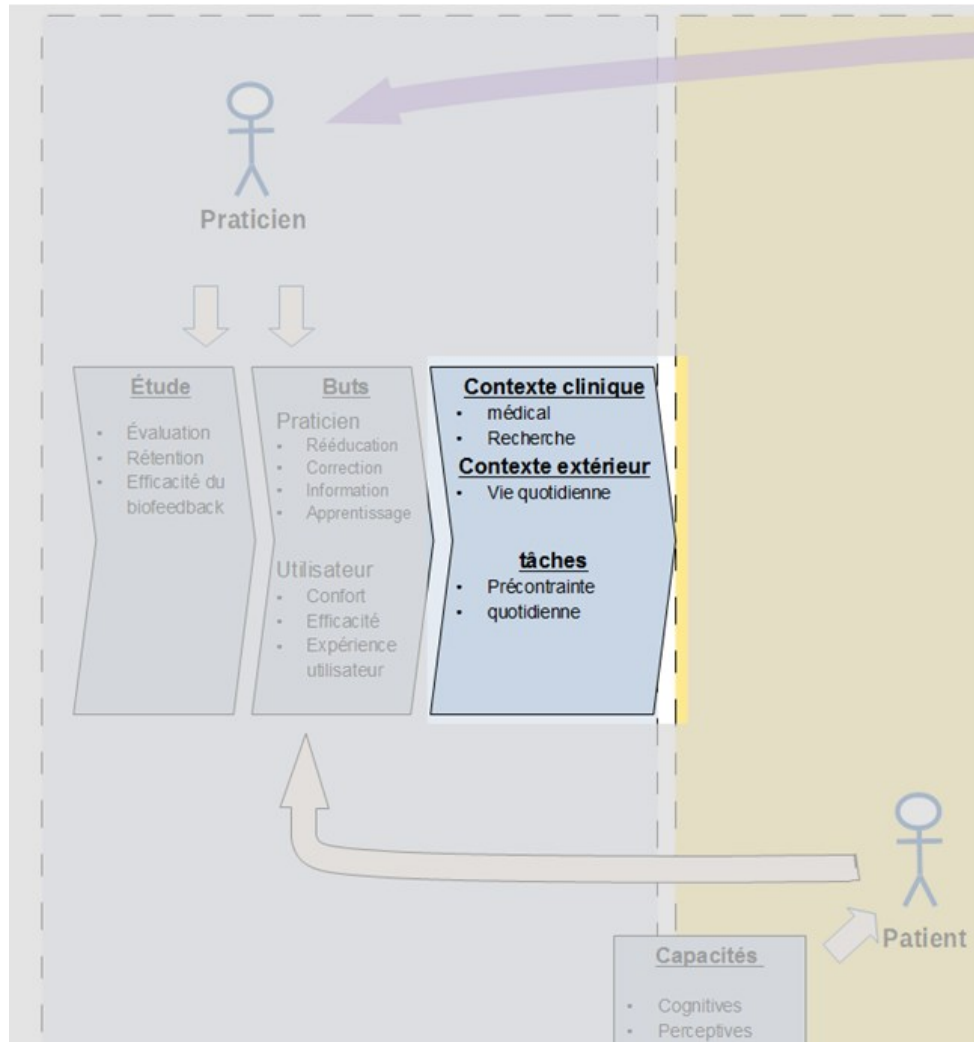 Praticien
Étude
• Évaluation
• Rétention
• Efficacité du
biofeedback
Buts
Praticien
• Rééducation
• Correction
• Information
• Apprentissage
Utilisateur
• Confort
• Efficacité
• Expérience
utilisateur
Contexte clinique
• médical
• Recherche
Contexte extérieur
• Vie quotidienne
tâches
• Précontrainte
• quotidienne
Patient
Capacités
• Cognitives
• Perceptives